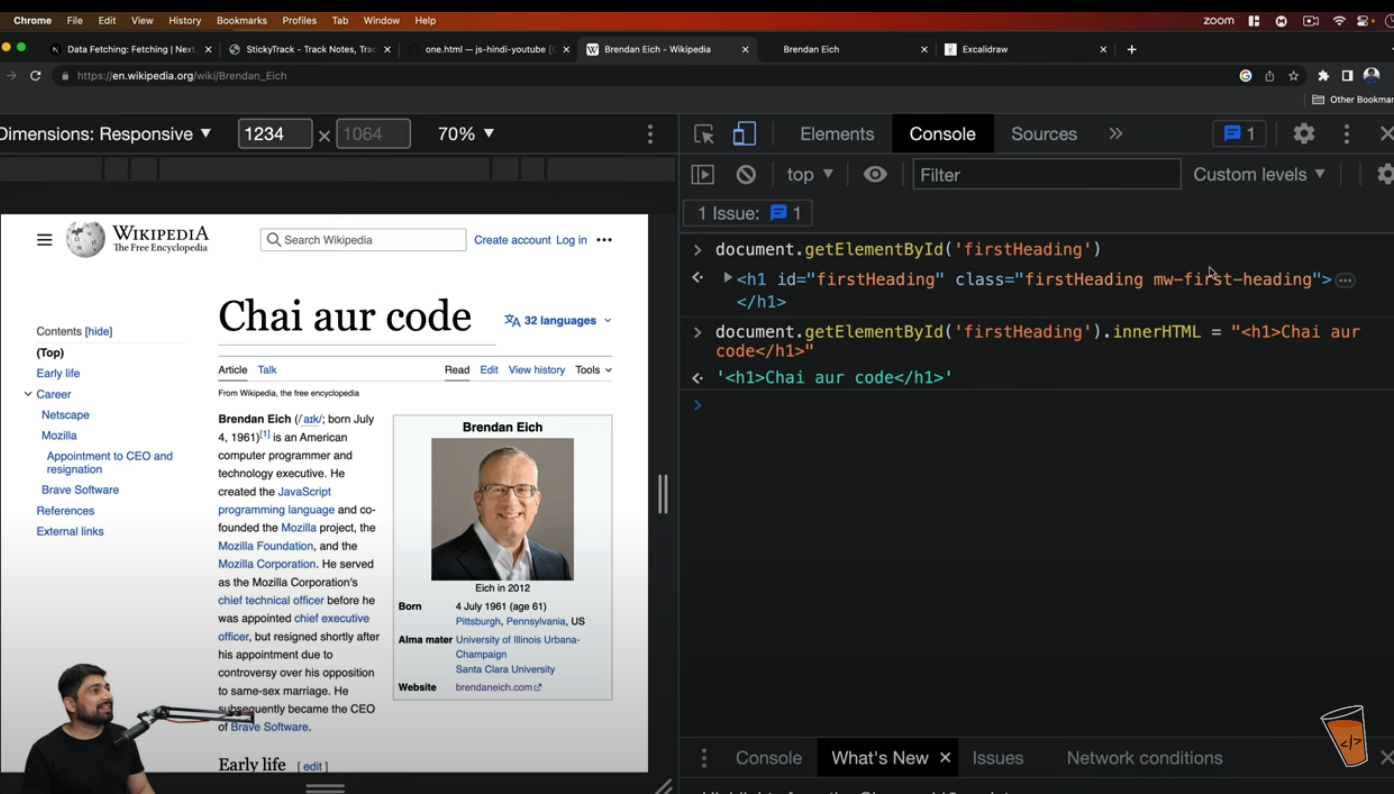 Chrome File Edit View History Bookmarks Profiles Tab Window Help zoom
Data Fetching: Fetching | Next. StickyTrack - Track Notes, Trac one.html — js-hindi-youtube Brendan Eich - Wikipedia Brendan Eich Excalidraw
https://en.wikipedia.org/wiki/Brendan_Eich
Other Bookmar
Dimensions: Responsive ▼ 1234 × 1064 70% ▼
Elements Console Sources » 1
top ▼ Filter Custom levels ▼
1 Issue: 1
WIKIPEDIA
The Free Encyclopedia
Search Wikipedia
Create account Log in •••
Chai aur code
32 languages
Contents [hide]
(Top)
Early life
Career
Netscape
Mozilla
Appointment to CEO and
resignation
Brave Software
References
External links
Article Talk Read Edit View history Tools
From Wikipedia, the free encyclopedia
Brendan Eich (/ˈaɪk/; born July
4, 1961)[1] is an American
computer programmer and
technology executive. He
created the JavaScript
programming language and co-
founded the Mozilla project, the
Mozilla Foundation, and the
Mozilla Corporation. He served
as the Mozilla Corporation's
chief technical officer before he
was appointed chief executive
officer, but resigned shortly after
his appointment due to
controversy over his opposition
to same-sex marriage. He
subsequently became the CEO
of Brave Software.
Early life [ edit ]
Brendan Eich
Eich in 2012
Born 4 July 1961 (age 61)
Pittsburgh, Pennsylvania, US
Alma mater University of Illinois Urbana-
Champaign
Santa Clara University
Website brendaneich.com
document.getElementById('firstHeading')
<h1 id="firstHeading" class="firstHeading mw-first-heading">
</h1>
document.getElementById('firstHeading').innerHTML = "<h1>Chai aur
code</h1>"
'<h1>Chai aur code</h1>'
Console What's New Issues Network conditions
</>